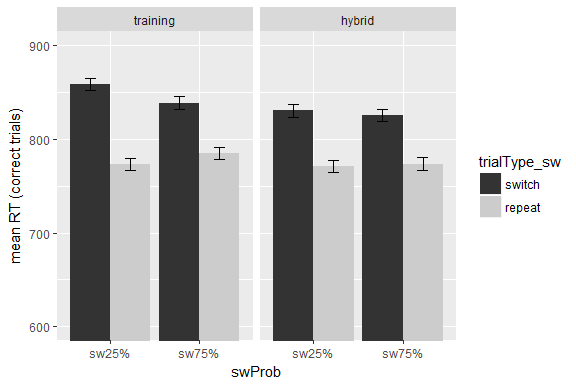 training
hybrid
900
800
700
600
mean RT (correct trials)
sw25%
sw75%
sw25%
sw75%
swProb
trialType_sw
switch
repeat